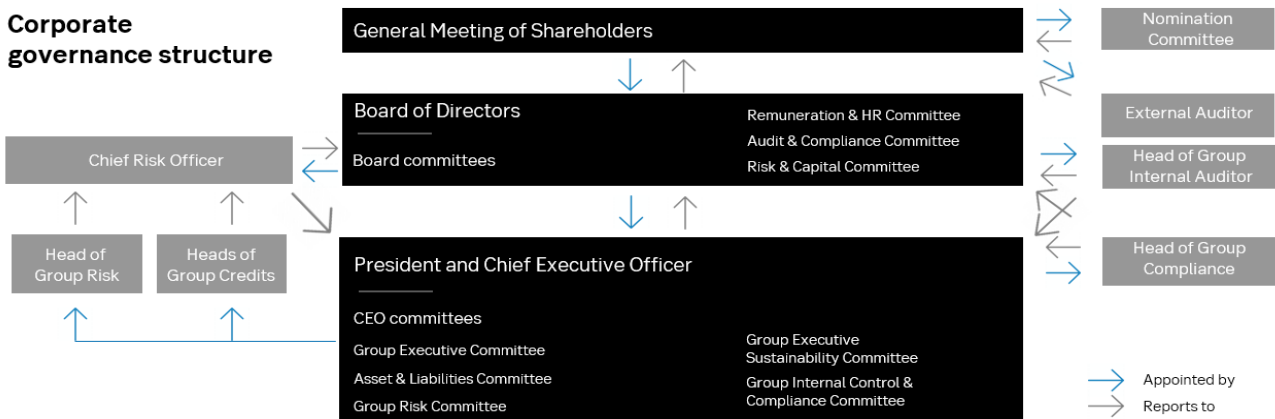 Corporate
governance structure
General Meeting of Shareholders
Nomination
Committee
Board of Directors
Board committees
Remuneration & HR Committee
Audit & Compliance Committee
Risk & Capital Committee
External Auditor
Head of Group
Internal Auditor
Chief Risk Officer
Head of
Group Risk
Heads of
Group Credits
President and Chief Executive Officer
CEO committees
Group Executive Committee
Asset & Liabilities Committee
Group Risk Committee
Group Executive
Sustainability Committee
Group Internal Control &
Compliance Committee
Head of Group
Compliance
Appointed by
Reports to